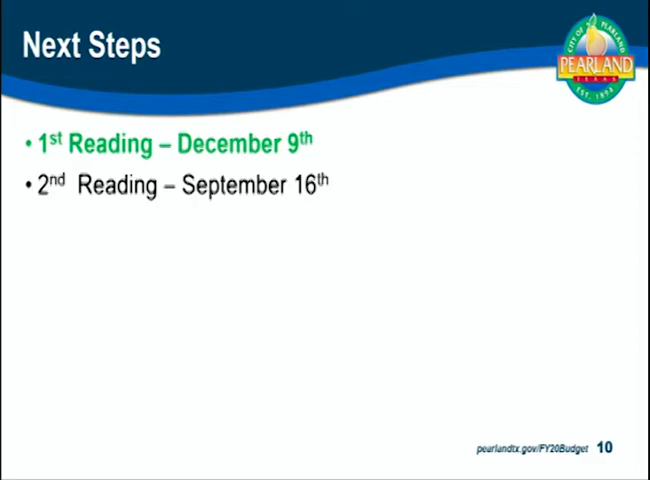 Next Steps
CITY OF PEARLAND
PEARLAND
TEXAS
EST. 1894
• 1st Reading – December 9th
• 2nd Reading – September 16th
pearlandtx.gov/FY20Budget 10